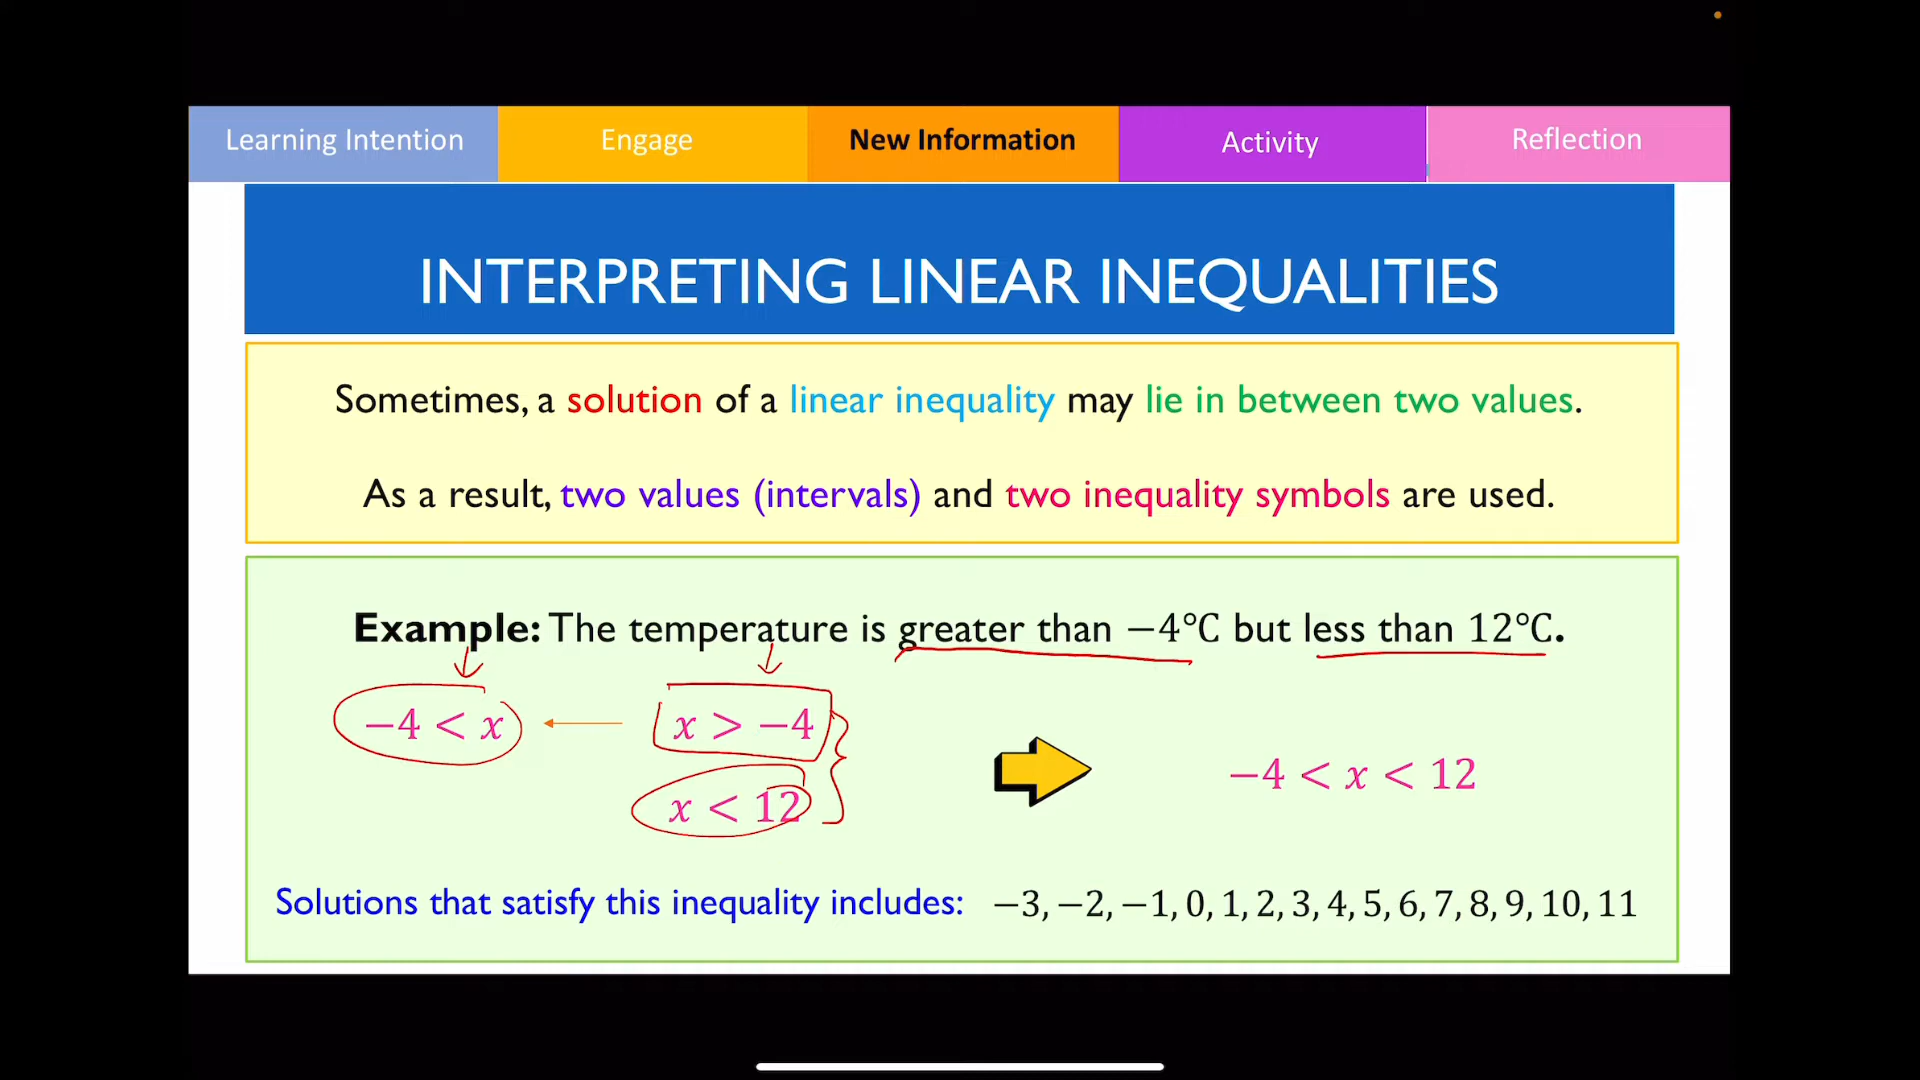 Learning Intention Engage New Information Activity Reflection
INTERPRETING LINEAR INEQUALITIES
Sometimes, a solution of a linear inequality may lie in between two values.
As a result, two values (intervals) and two inequality symbols are used.
Example: The temperature is greater than −4°C but less than 12°C.
−4 < x x > −4
x < 12
−4 < x < 12
Solutions that satisfy this inequality includes: −3, −2, −1, 0, 1, 2, 3, 4, 5, 6, 7, 8, 9, 10, 11